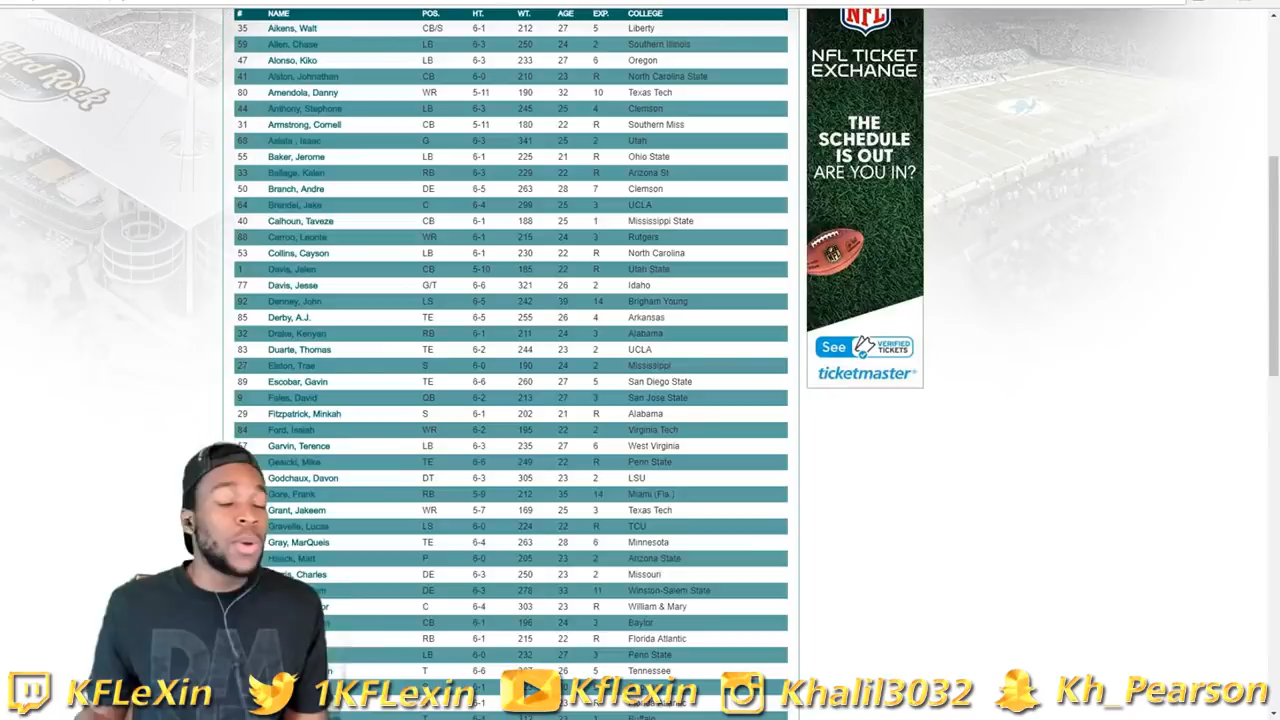 # NAME POS. HT. WT. AGE EXP. COLLEGE
35 Aikens, Walt CB/S 6-1 212 27 5 Liberty
59 Allen, Chase LB 6-3 250 24 2 Southern Illinois
47 Alonso, Kiko LB 6-3 233 27 6 Oregon
41 Alston, Johnathan CB 6-0 210 23 R North Carolina State
80 Amendola, Danny WR 5-11 190 32 10 Texas Tech
44 Anthony, Stephone LB 6-3 245 25 4 Clemson
31 Armstrong, Cornell CB 5-11 180 22 R Southern Miss
68 Asiata, Isaac G 6-3 341 25 2 Utah
55 Baker, Jerome LB 6-1 225 21 R Ohio State
33 Ballage, Kalen RB 6-3 229 22 R Arizona St
50 Branch, Andre DE 6-5 263 28 7 Clemson
64 Brendel, Jake C 6-4 299 25 3 UCLA
40 Calhoun, Taveze CB 6-1 188 25 1 Mississippi State
88 Carroo, Leonte WR 6-1 215 24 3 Rutgers
53 Collins, Cayson LB 6-1 230 22 R North Carolina
1 Davis, Jalen CB 5-10 185 22 R Utah State
77 Davis, Jesse G/T 6-6 321 26 2 Idaho
92 Denney, John LS 6-5 242 39 14 Brigham Young
85 Derby, A.J. TE 6-5 255 26 4 Arkansas
32 Drake, Kenyan RB 6-1 211 24 3 Alabama
83 Duarte, Thomas TE 6-2 244 23 2 UCLA
27 Elston, Trae S 6-0 190 24 2 Mississippi
89 Escobar, Gavin TE 6-6 260 27 5 San Diego State
9 Fales, David QB 6-2 213 27 3 San Jose State
29 Fitzpatrick, Minkah S 6-1 202 21 R Alabama
84 Ford, Isaiah WR 6-2 195 22 2 Virginia Tech
57 Garvin, Terence LB 6-3 235 27 6 West Virginia
Gesicki, Mike TE 6-6 249 22 R Penn State
Godchaux, Davon DT 6-3 305 23 2 LSU
Gore, Frank RB 5-9 212 35 14 Miami (Fla.)
Grant, Jakeem WR 5-7 169 25 3 Texas Tech
Gravelle, Lucas LS 6-0 224 22 R TCU
Gray, MarQueis TE 6-4 263 28 6 Minnesota
Haack, Matt P 6-0 205 23 2 Arizona State
Charles DE 6-3 250 23 2 Missouri
DE 6-3 278 33 11 Winston-Salem State
C 6-4 303 23 R William & Mary
CB 6-1 196 24 3 Baylor
RB 6-1 215 22 R Florida Atlantic
LB 6-0 232 27 3 Penn State
T 6-6 26 5 Tennessee
Buffalo
NFL
NFL TICKET
EXCHANGE
THE
SCHEDULE
IS OUT
ARE YOU IN?
See VERIFIED TICKETS
ticketmaster®
KFLeXin
1KFLexin
Kflexin
Khalil3032
Kh_Pearson